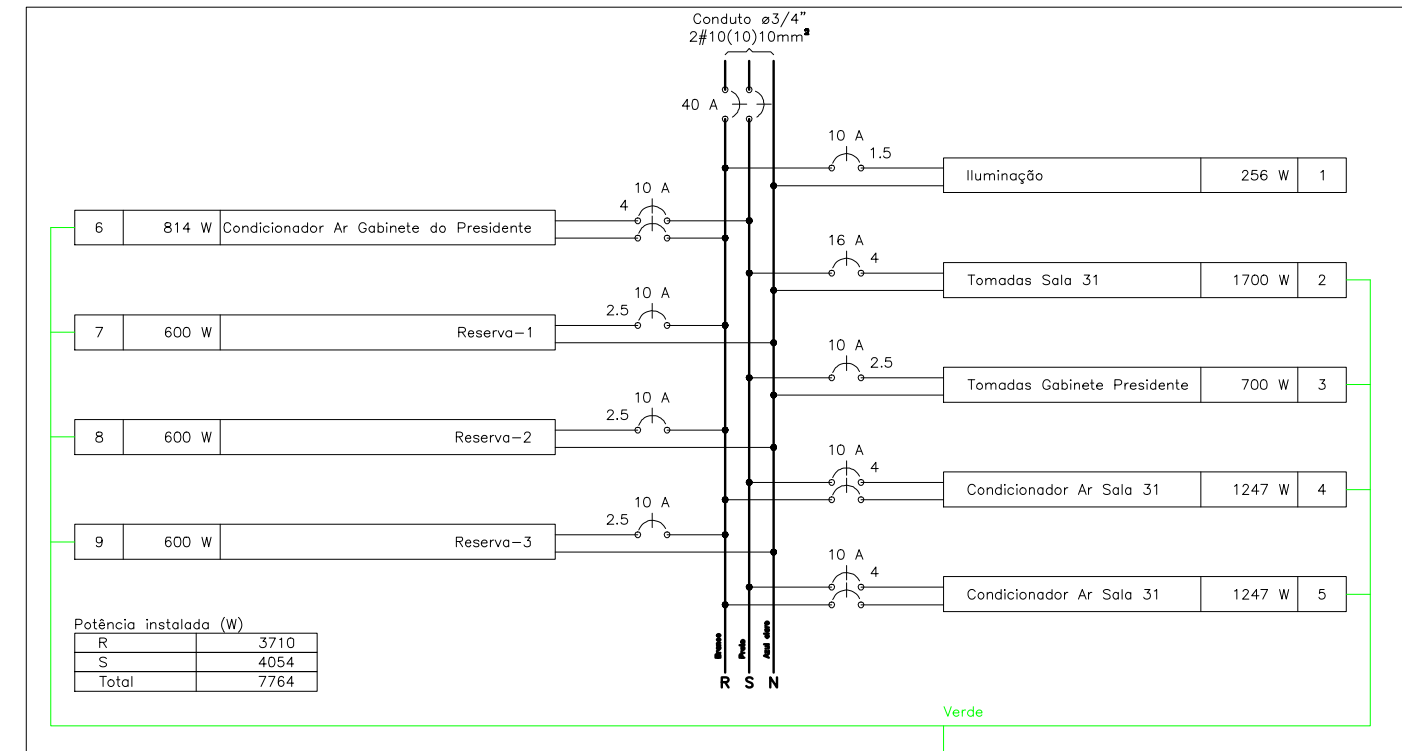 Conduto ø3/4”
2#10(10)10mm²
40 A
10 A
1.5
Iluminação 256 W 1
10 A
4
6 814 W Condicionador Ar Gabinete do Presidente
16 A
4
Tomadas Sala 31 1700 W 2
10 A
2.5
7 600 W Reserva-1
10 A
2.5
Tomadas Gabinete Presidente 700 W 3
10 A
2.5
8 600 W Reserva-2
10 A
4
Condicionador Ar Sala 31 1247 W 4
10 A
2.5
9 600 W Reserva-3
10 A
4
Condicionador Ar Sala 31 1247 W 5
Potência instalada (W)
R 3710
S 4054
Total 7764
Branco
Preto
Azul claro
R S N
Verde